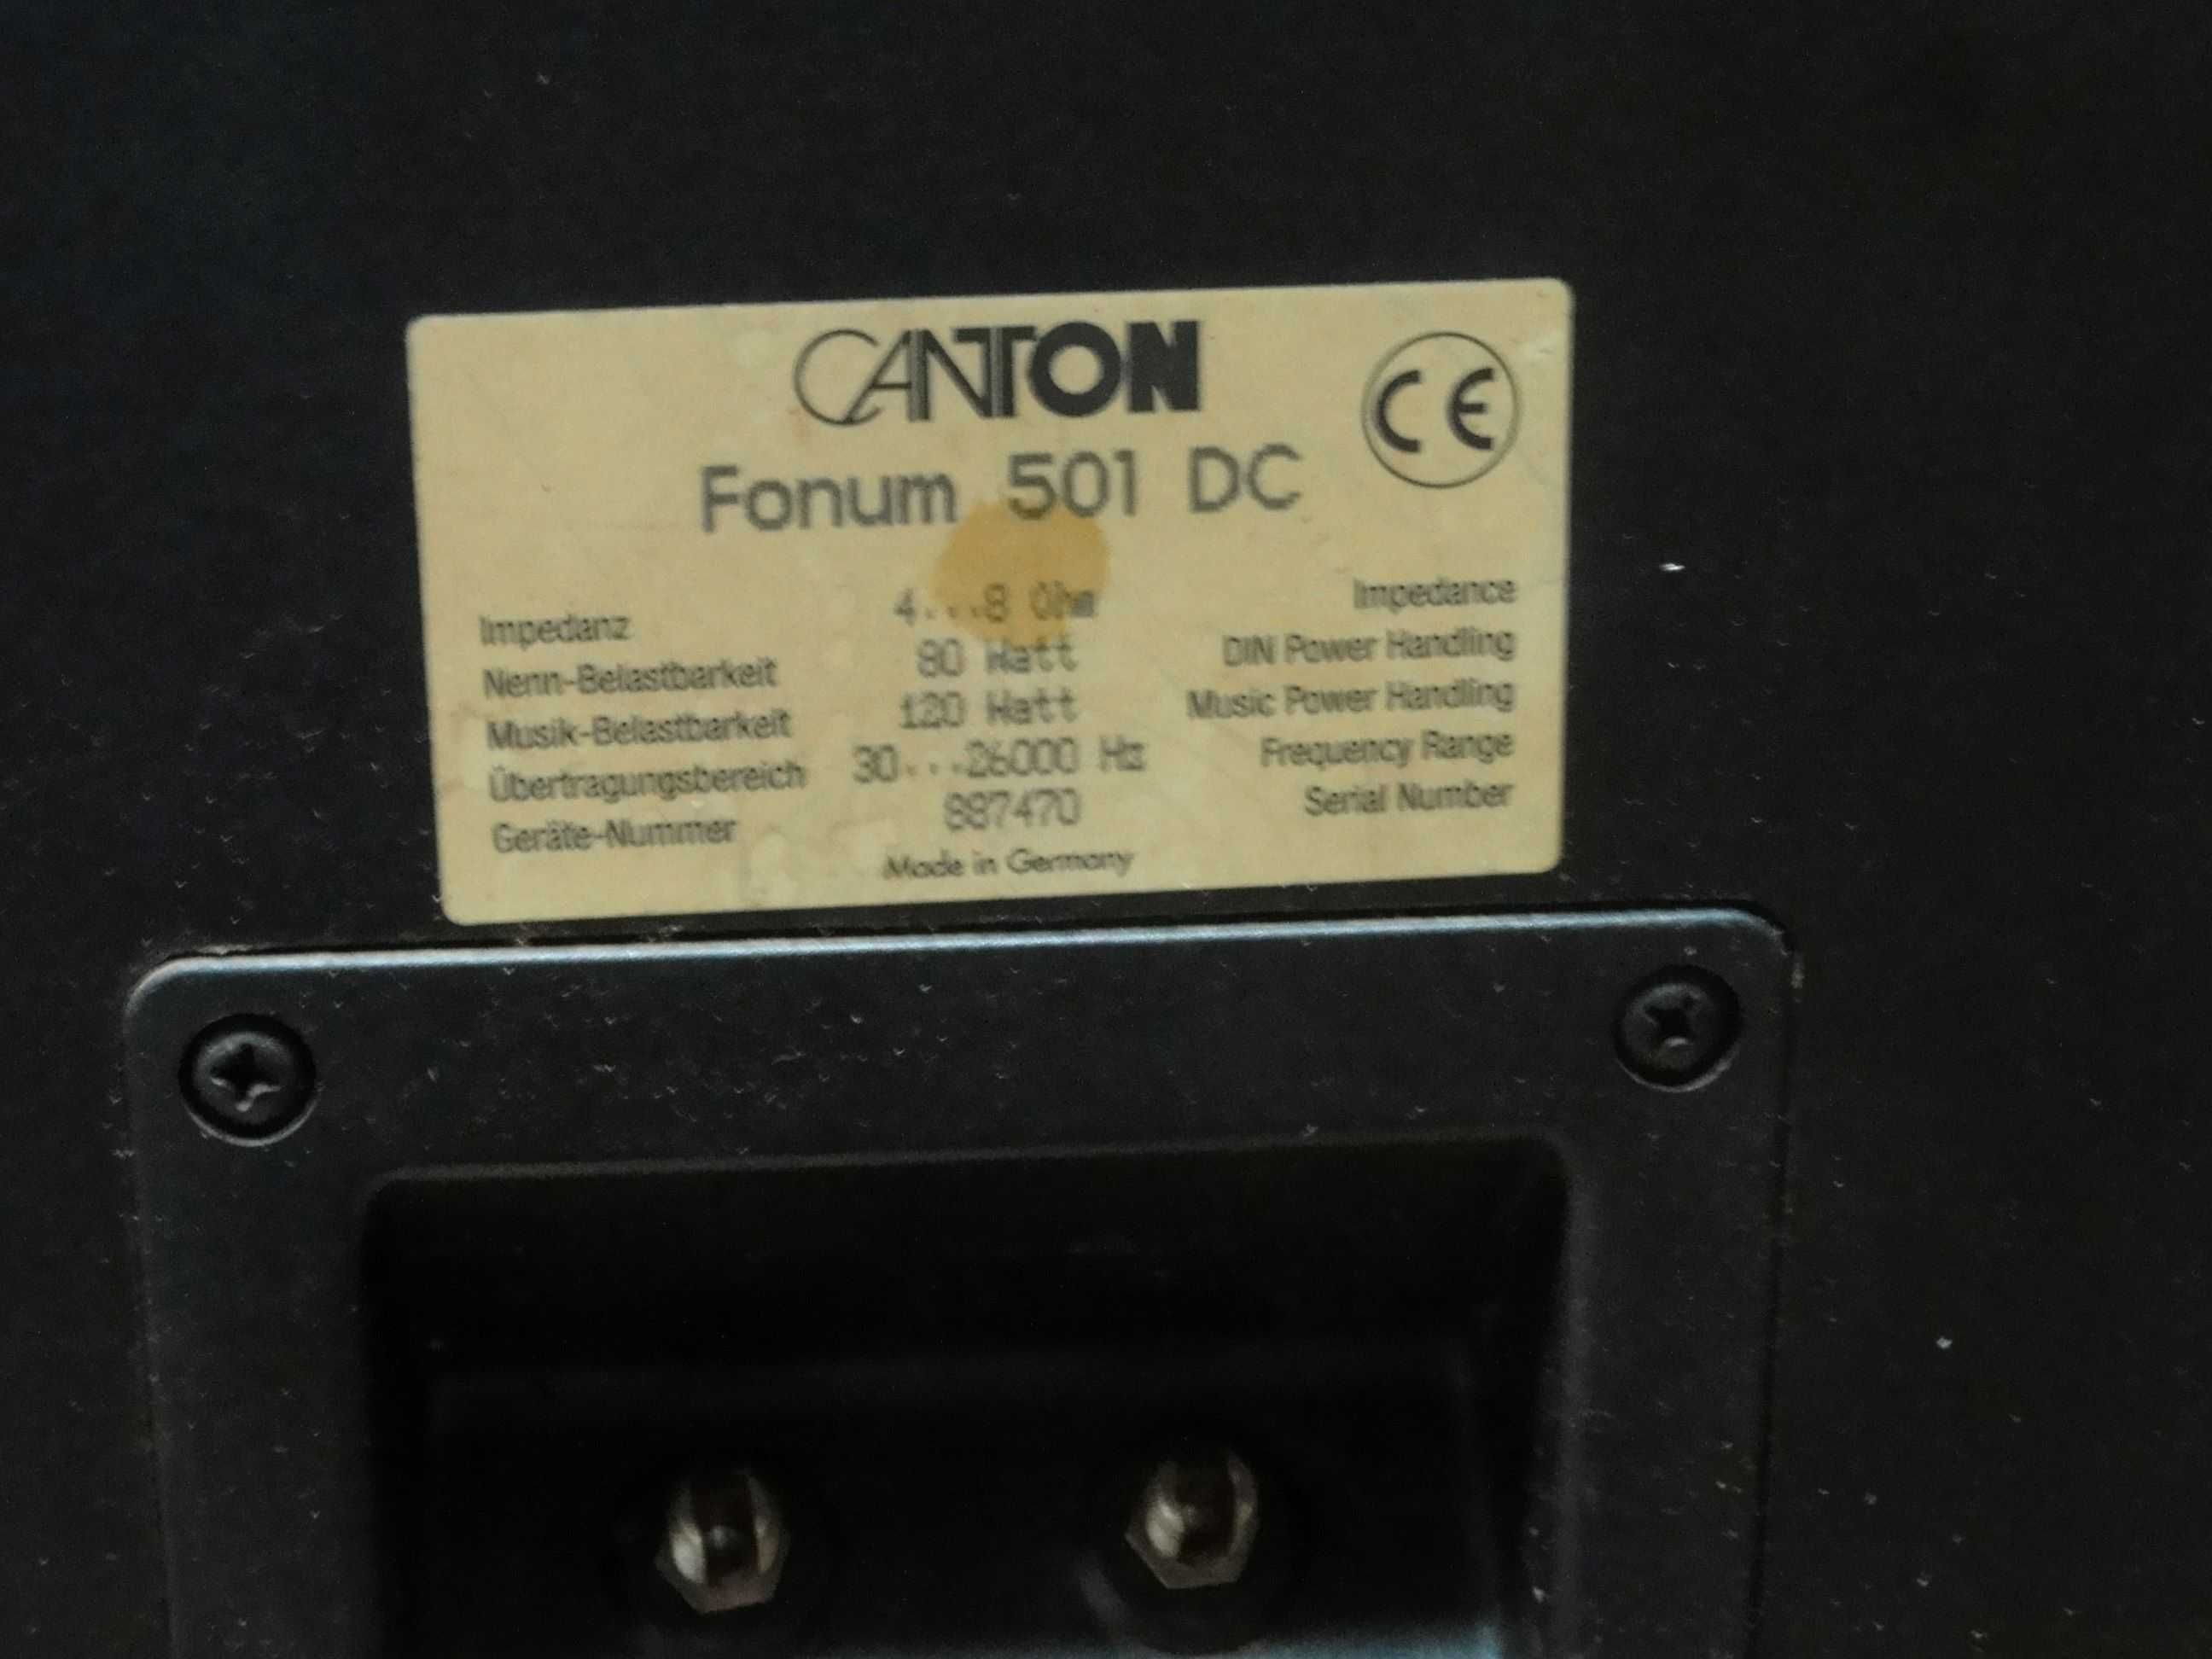 CANTON
CE
Fonum 501 DC
Impedanz 4...8 Ohm Impedance
Nenn-Belastbarkeit 80 Watt DIN Power Handling
Musik-Belastbarkeit 120 Watt Music Power Handling
Übertragungsbereich 30...26000 Hz Frequency Range
Geräte-Nummer 887470 Serial Number
Made in Germany